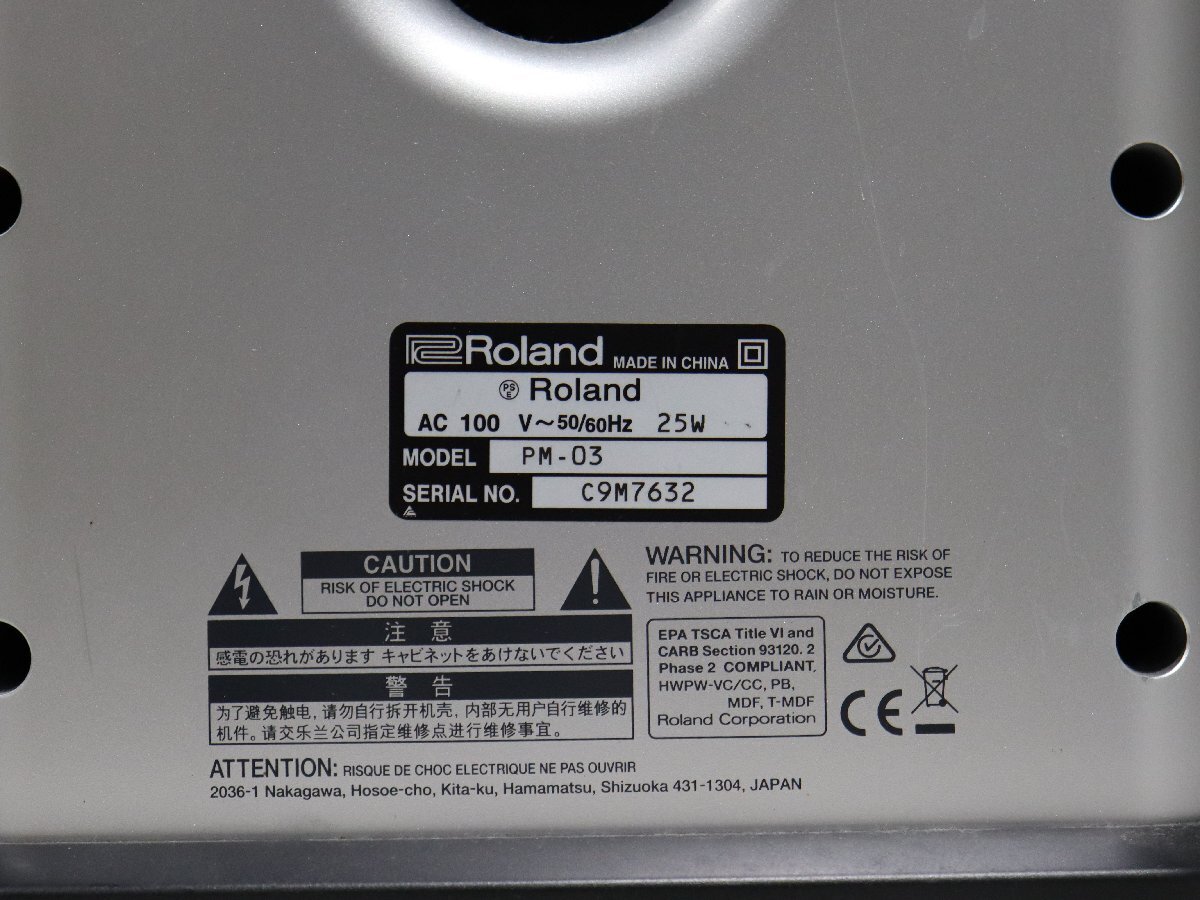 Roland MADE IN CHINA
PS E Roland
AC 100 V～50/60Hz 25W
MODEL PM-03
SERIAL NO. C9M7632
CAUTION
RISK OF ELECTRIC SHOCK
DO NOT OPEN
注 意
感電の恐れがあります キャビネットをあけないでください
警 告
为了避免触电，请勿自行拆开机壳，内部无用户自行维修的
机件。请交乐兰公司指定维修点进行维修事宜。
WARNING: TO REDUCE THE RISK OF
FIRE OR ELECTRIC SHOCK, DO NOT EXPOSE
THIS APPLIANCE TO RAIN OR MOISTURE.
EPA TSCA Title VI and
CARB Section 93120. 2
Phase 2 COMPLIANT,
HWPW-VC/CC, PB,
MDF, T-MDF
Roland Corporation
CE
ATTENTION: RISQUE DE CHOC ELECTRIQUE NE PAS OUVRIR
2036-1 Nakagawa, Hosoe-cho, Kita-ku, Hamamatsu, Shizuoka 431-1304, JAPAN